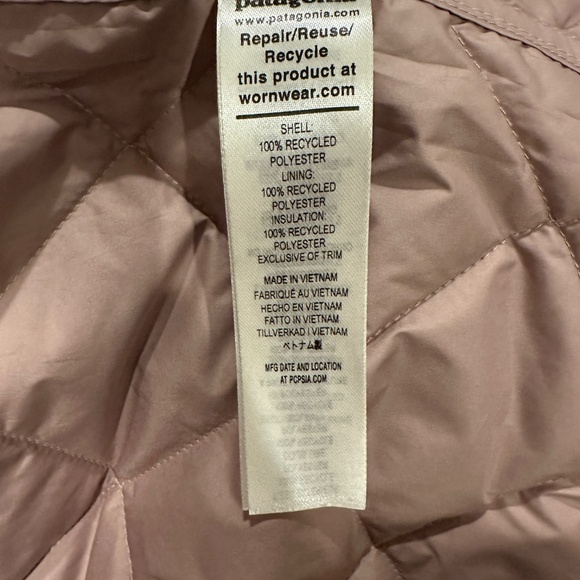 patagonia
www.patagonia.com
Repair/Reuse/
Recycle
this product at
wornwear.com
SHELL:
100% RECYCLED
POLYESTER
LINING:
100% RECYCLED
POLYESTER
INSULATION:
100% RECYCLED
POLYESTER
EXCLUSIVE OF TRIM
MADE IN VIETNAM
FABRIQUÉ AU VIETNAM
HECHO EN VIETNAM
FATTO IN VIETNAM
TILLVERKAD I VIETNAM
ベトナム製
MFG DATE AND LOCATION
AT PCPSIA.COM